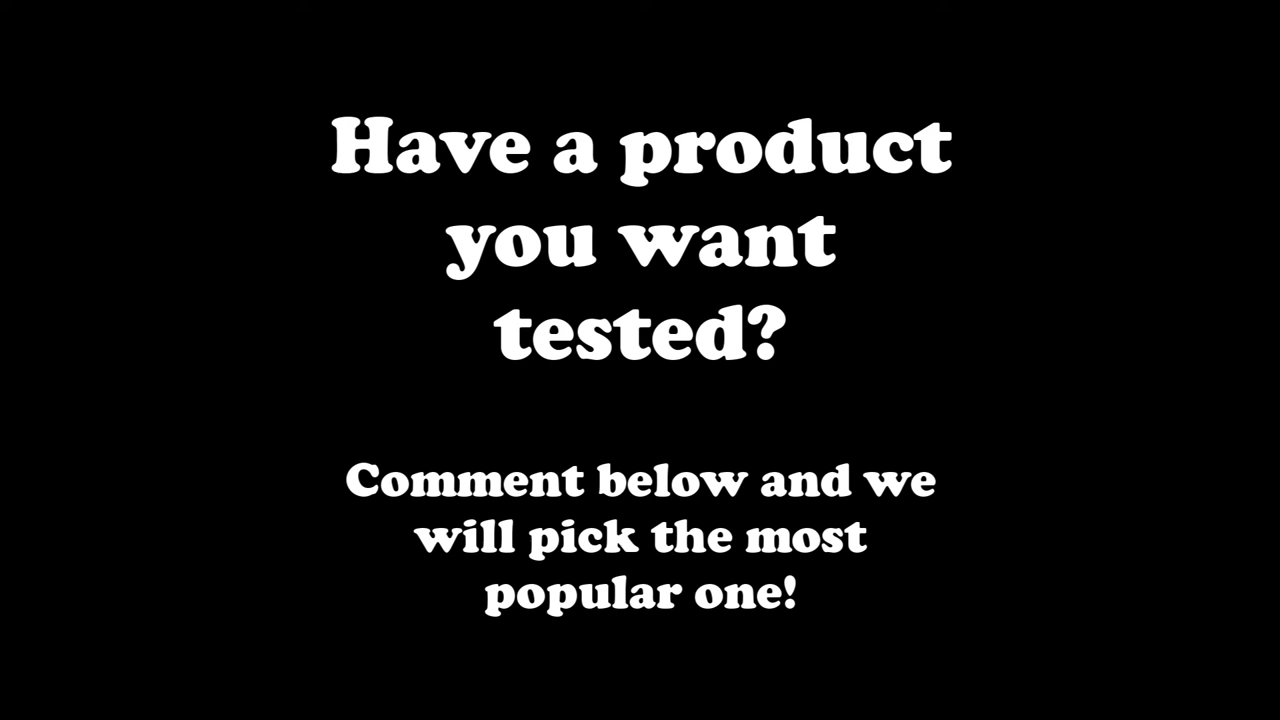 Have a product
you want
tested?
Comment below and we
will pick the most
popular one!